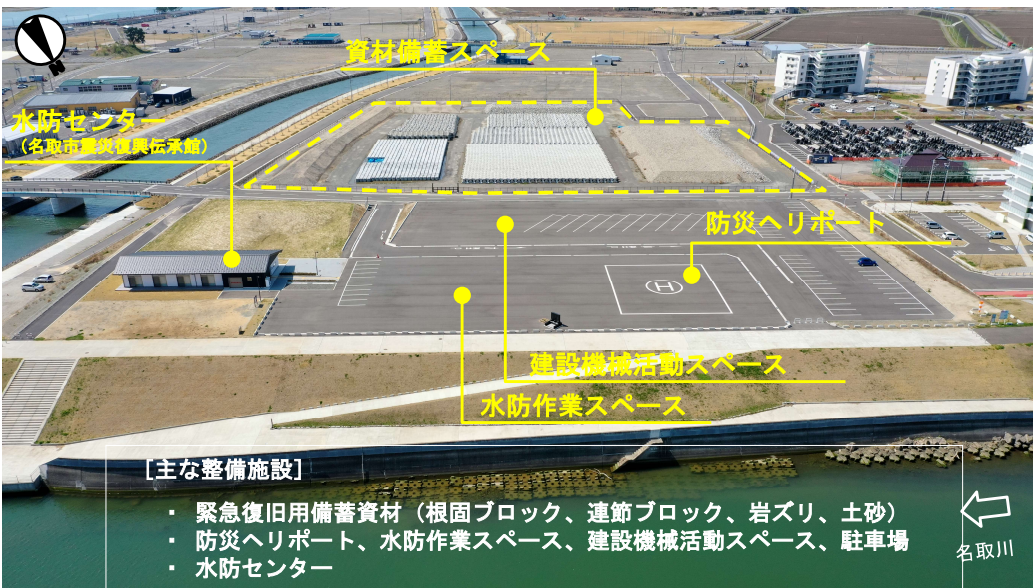 資材備蓄スペース
水防センター
（名取市震災復興伝承館）
防災ヘリポート
H
建設機械活動スペース
水防作業スペース
［主な整備施設］
・ 緊急復旧用備蓄資材（根固ブロック、連節ブロック、岩ズリ、土砂）
・ 防災ヘリポート、水防作業スペース、建設機械活動スペース、駐車場
・ 水防センター
名取川